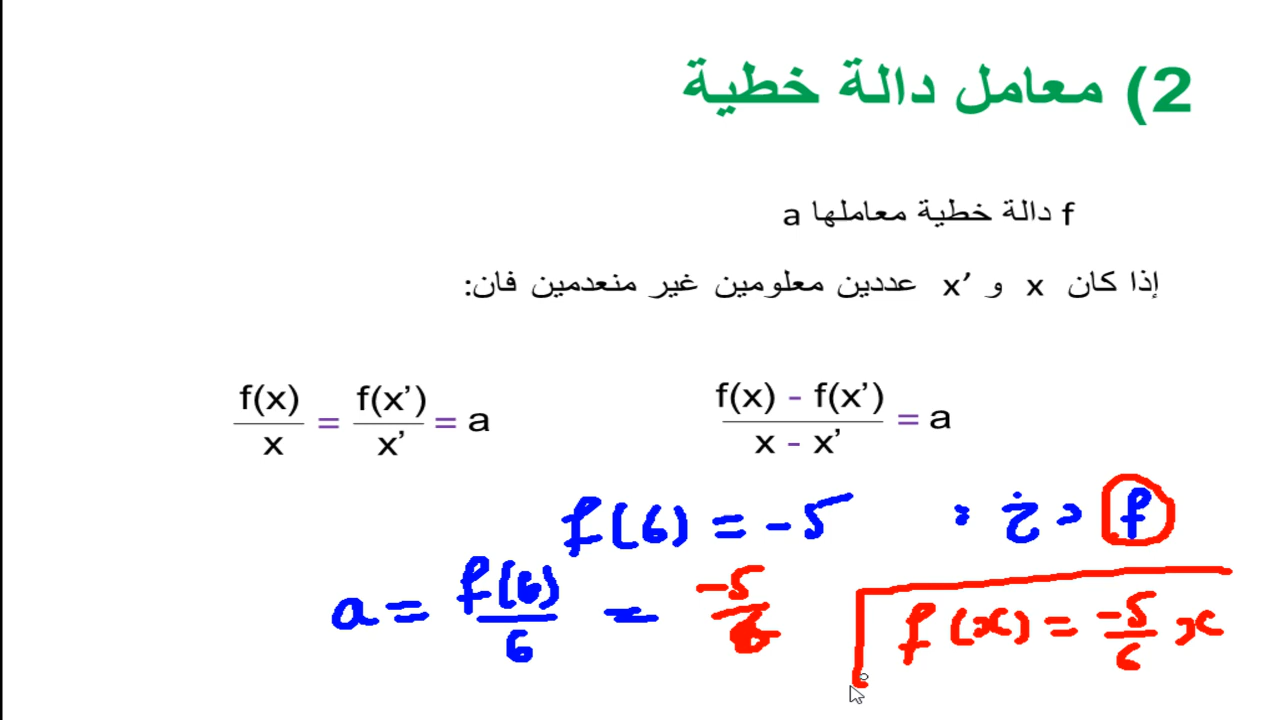 2) معامل دالة خطية
f دالة خطية معاملها a
إذا كان x و x’ عددين معلومين غير منعدمين فان:
f(x)/x = f(x’)/x’ = a
f(x) - f(x’)/x - x’ = a
f د خ :
f(6) = -5
a = f(6)/6 = -5/6
f(x) = -5/6 x